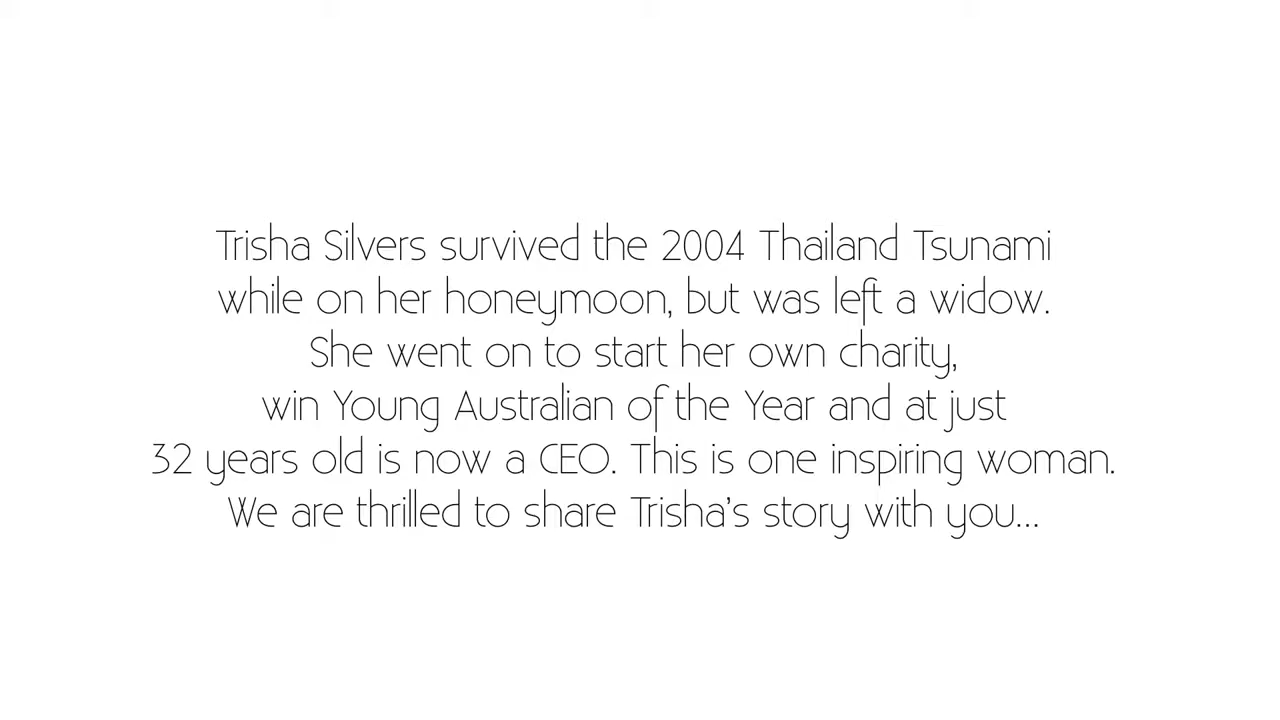 Trisha Silvers survived the 2004 Thailand Tsunami
while on her honeymoon, but was left a widow.
She went on to start her own charity,
win Young Australian of the Year and at just
32 years old is now a CEO. This is one inspiring woman.
We are thrilled to share Trisha's story with you...